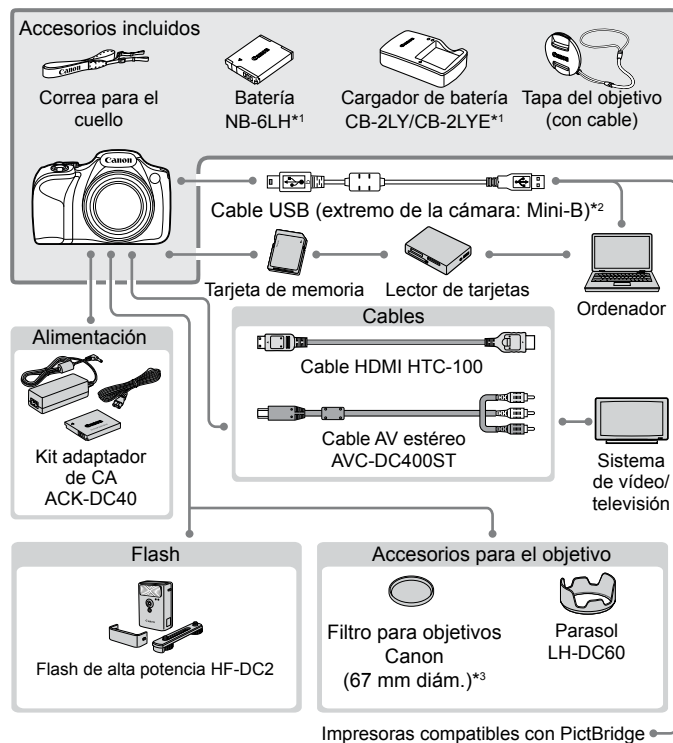 Accesorios incluidos
Canon
Correa para el
cuello
Batería
NB-6LH*1
Cargador de batería
CB-2LY/CB-2LYE*1
Tapa del objetivo
(con cable)
Canon
Cable USB (extremo de la cámara: Mini-B)*2
Tarjeta de memoria
Lector de tarjetas
Ordenador
Alimentación
Kit adaptador
de CA
ACK-DC40
Cables
Cable HDMI HTC-100
Cable AV estéreo
AVC-DC400ST
Sistema
de vídeo/
televisión
Flash
Flash de alta potencia HF-DC2
Accesorios para el objetivo
Filtro para objetivos
Canon
(67 mm diám.)*3
Parasol
LH-DC60
Impresoras compatibles con PictBridge